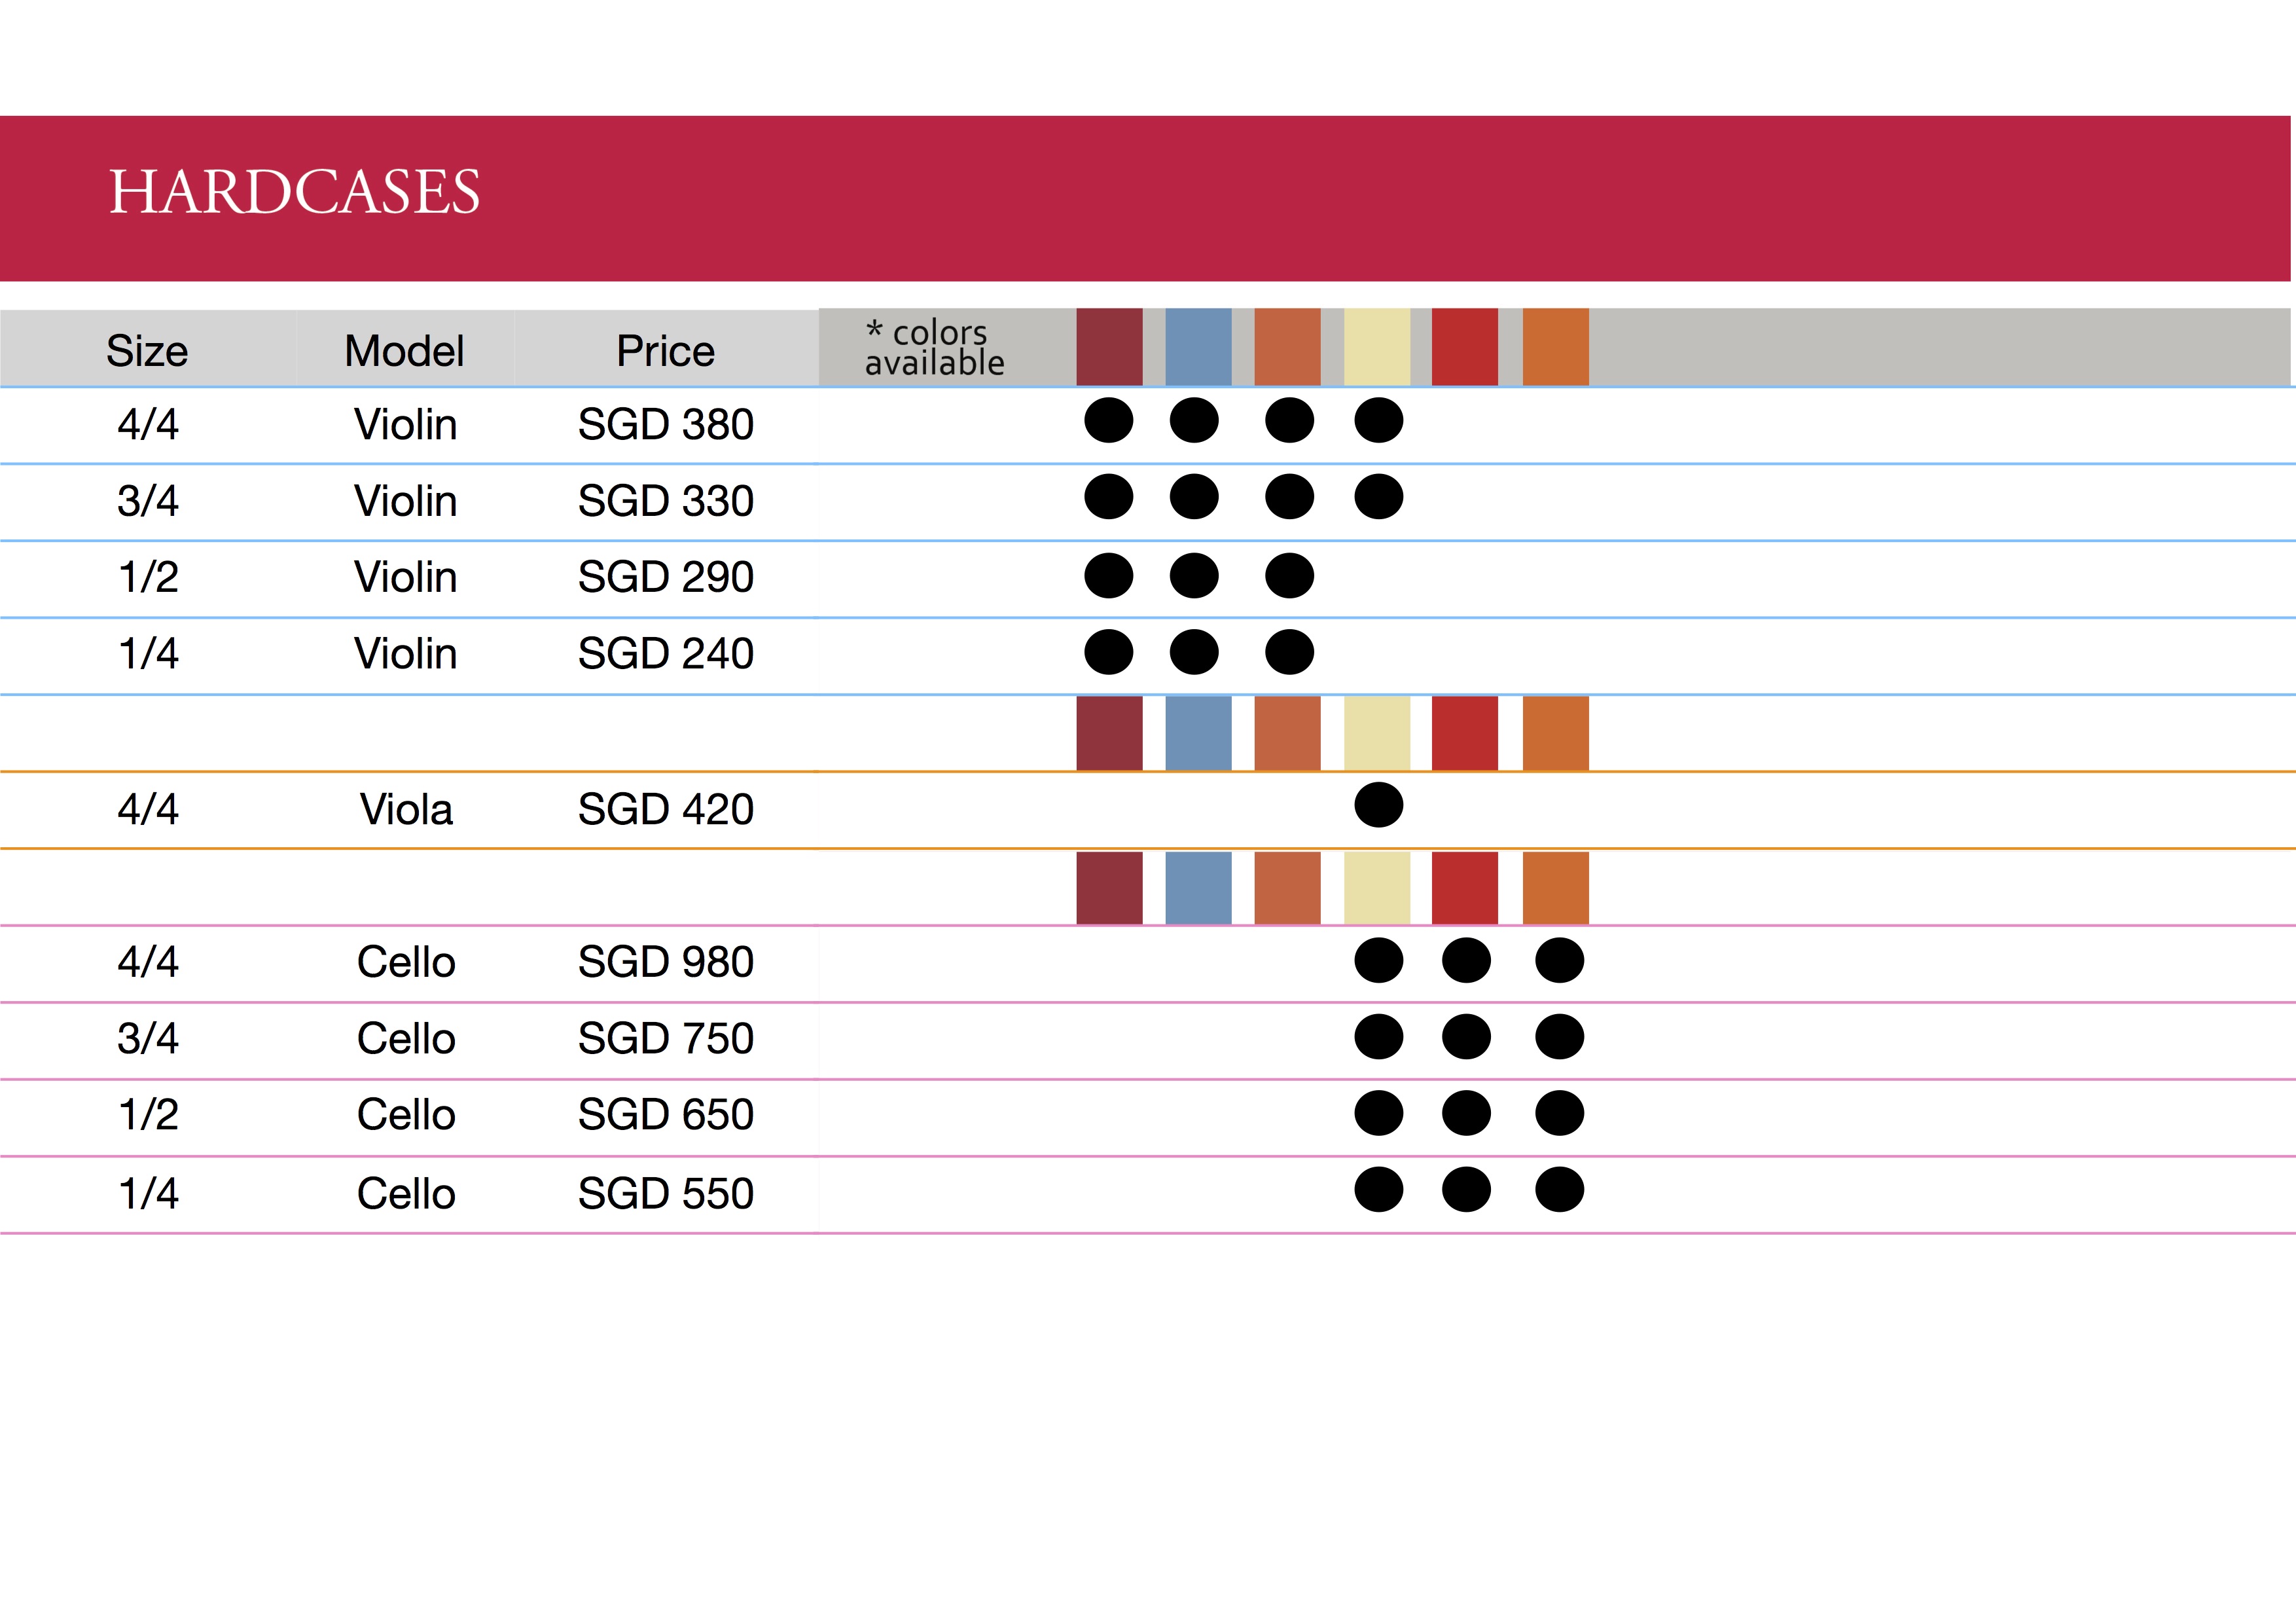 HARDCASES
Size Model Price * colors available
4/4 Violin SGD 380
3/4 Violin SGD 330
1/2 Violin SGD 290
1/4 Violin SGD 240
4/4 Viola SGD 420
4/4 Cello SGD 980
3/4 Cello SGD 750
1/2 Cello SGD 650
1/4 Cello SGD 550